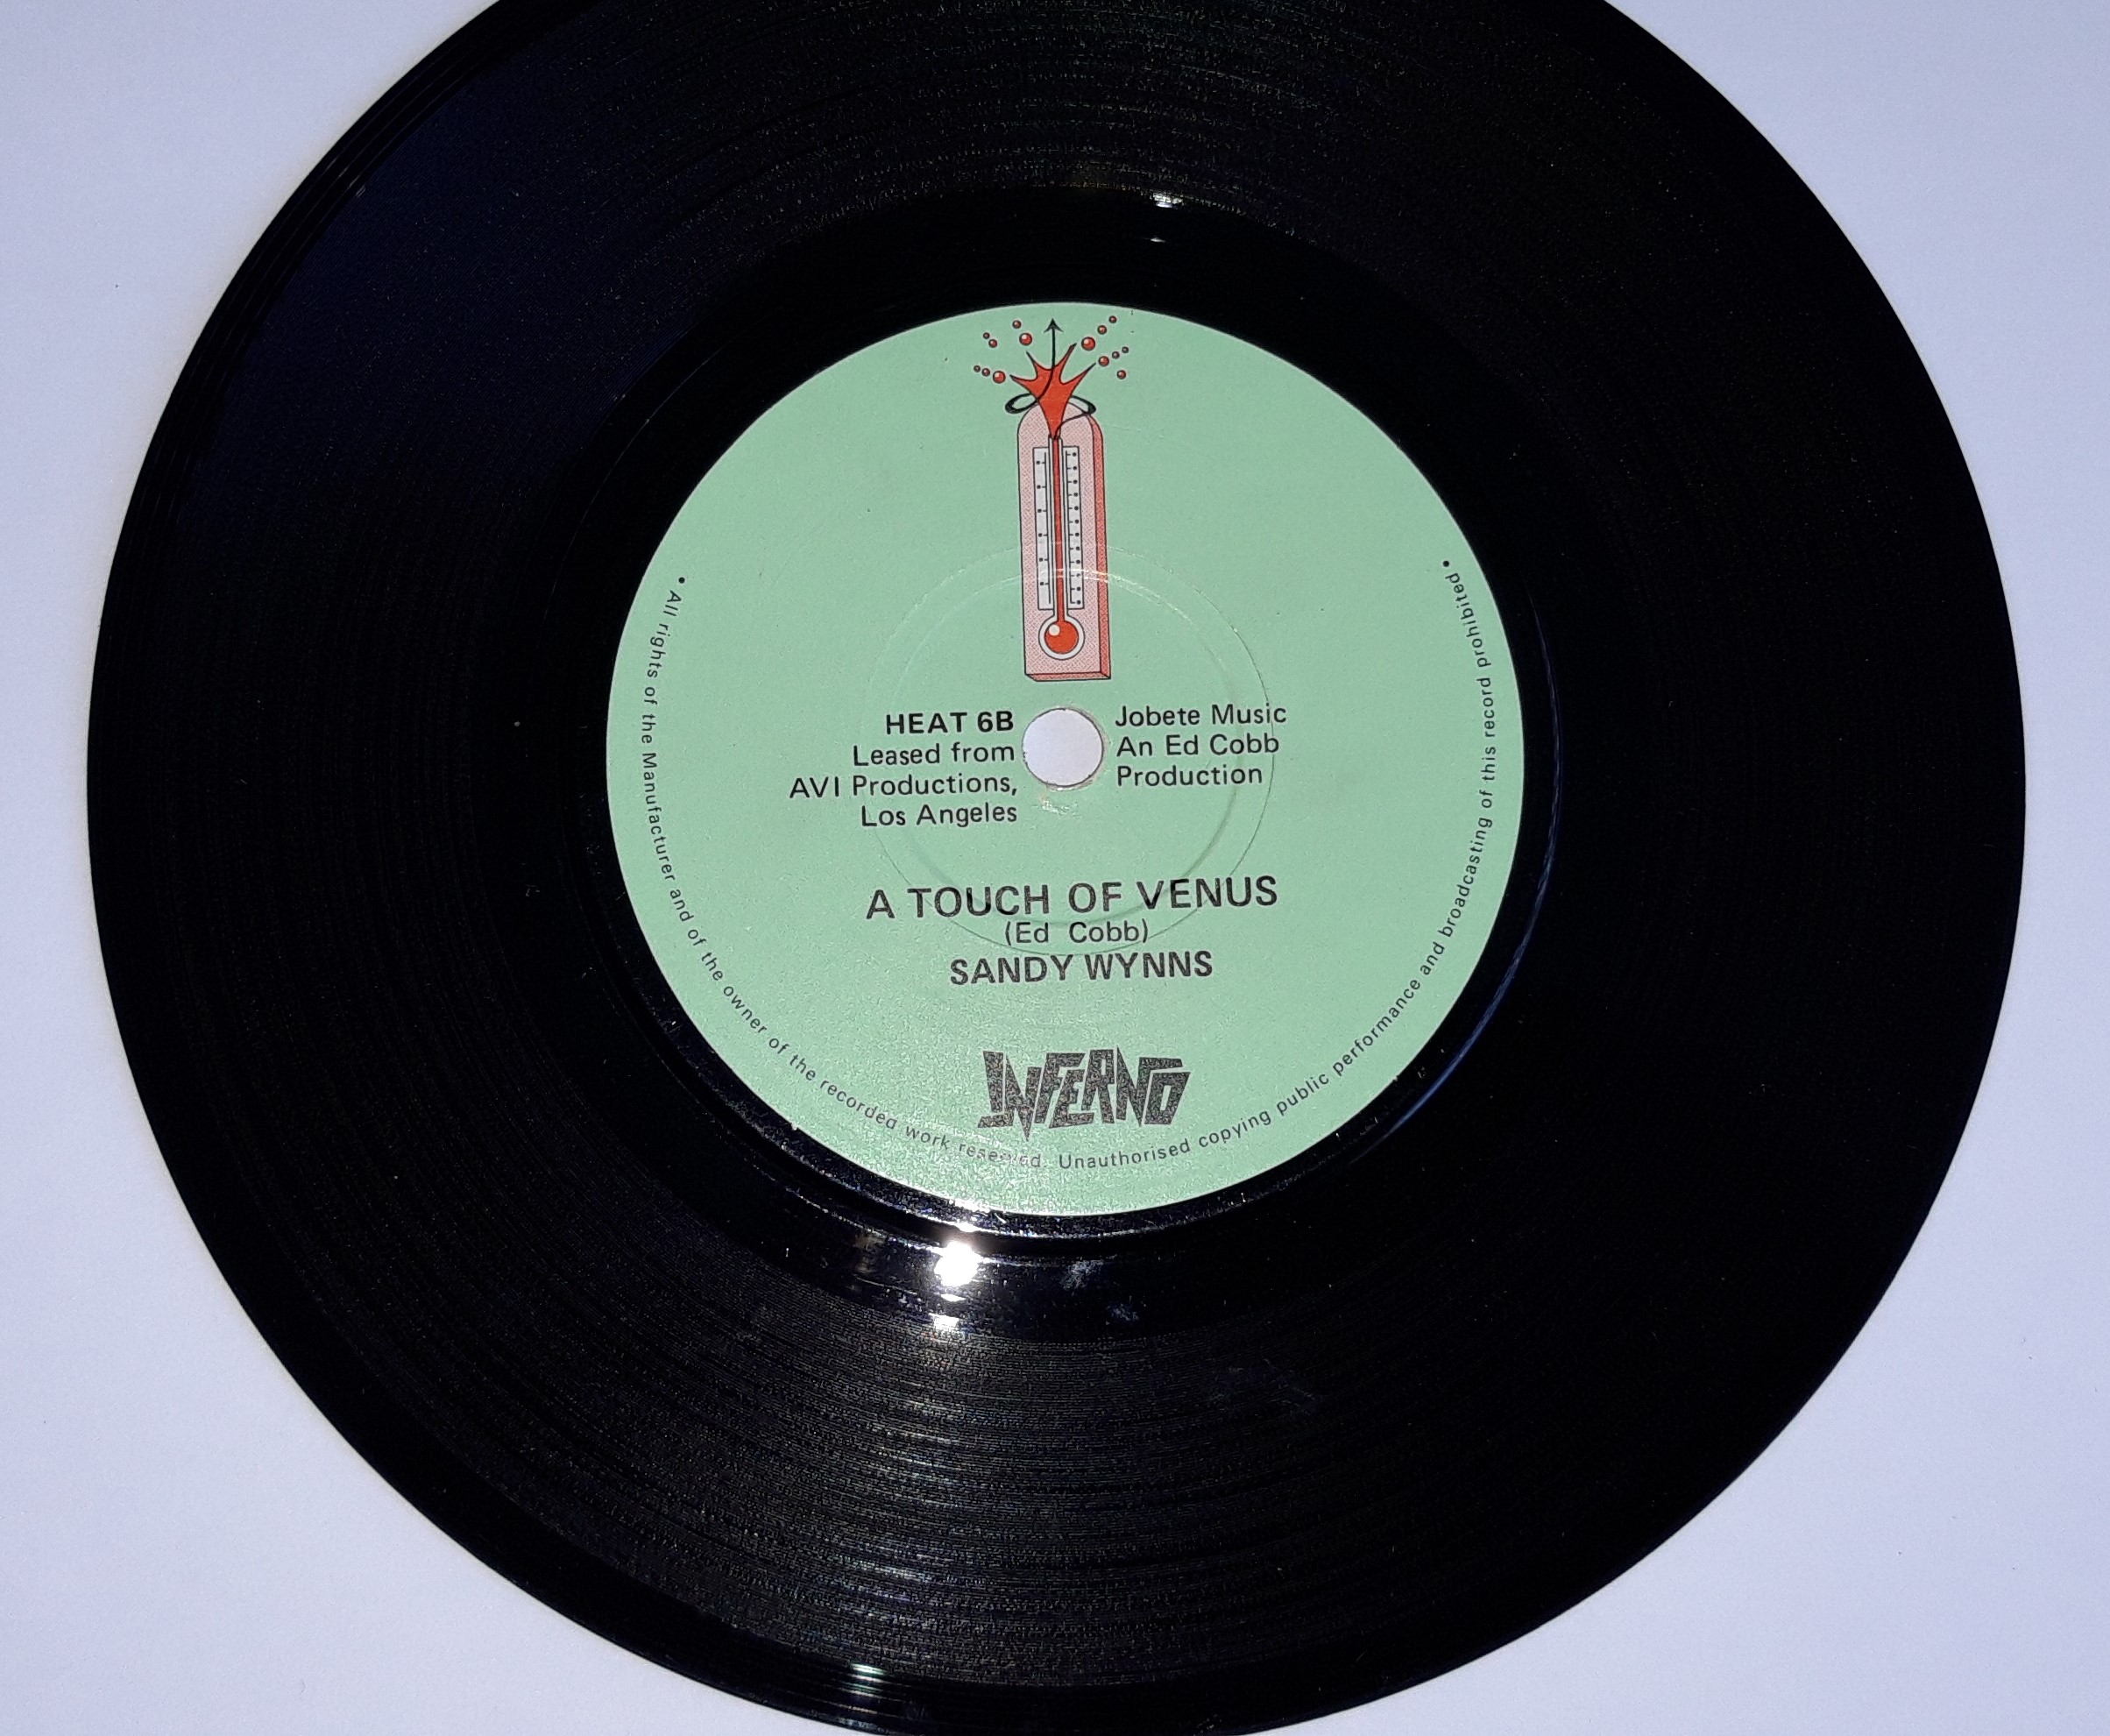 HEAT 6B
Leased from
AVI Productions,
Los Angeles
Jobete Music
An Ed Cobb
Production
A TOUCH OF VENUS
(Ed Cobb)
SANDY WYNNS
INFERNO
• All rights of the Manufacturer and of the owner of the recorded work reserved. Unauthorised copying public performance and broadcasting of this record prohibited •